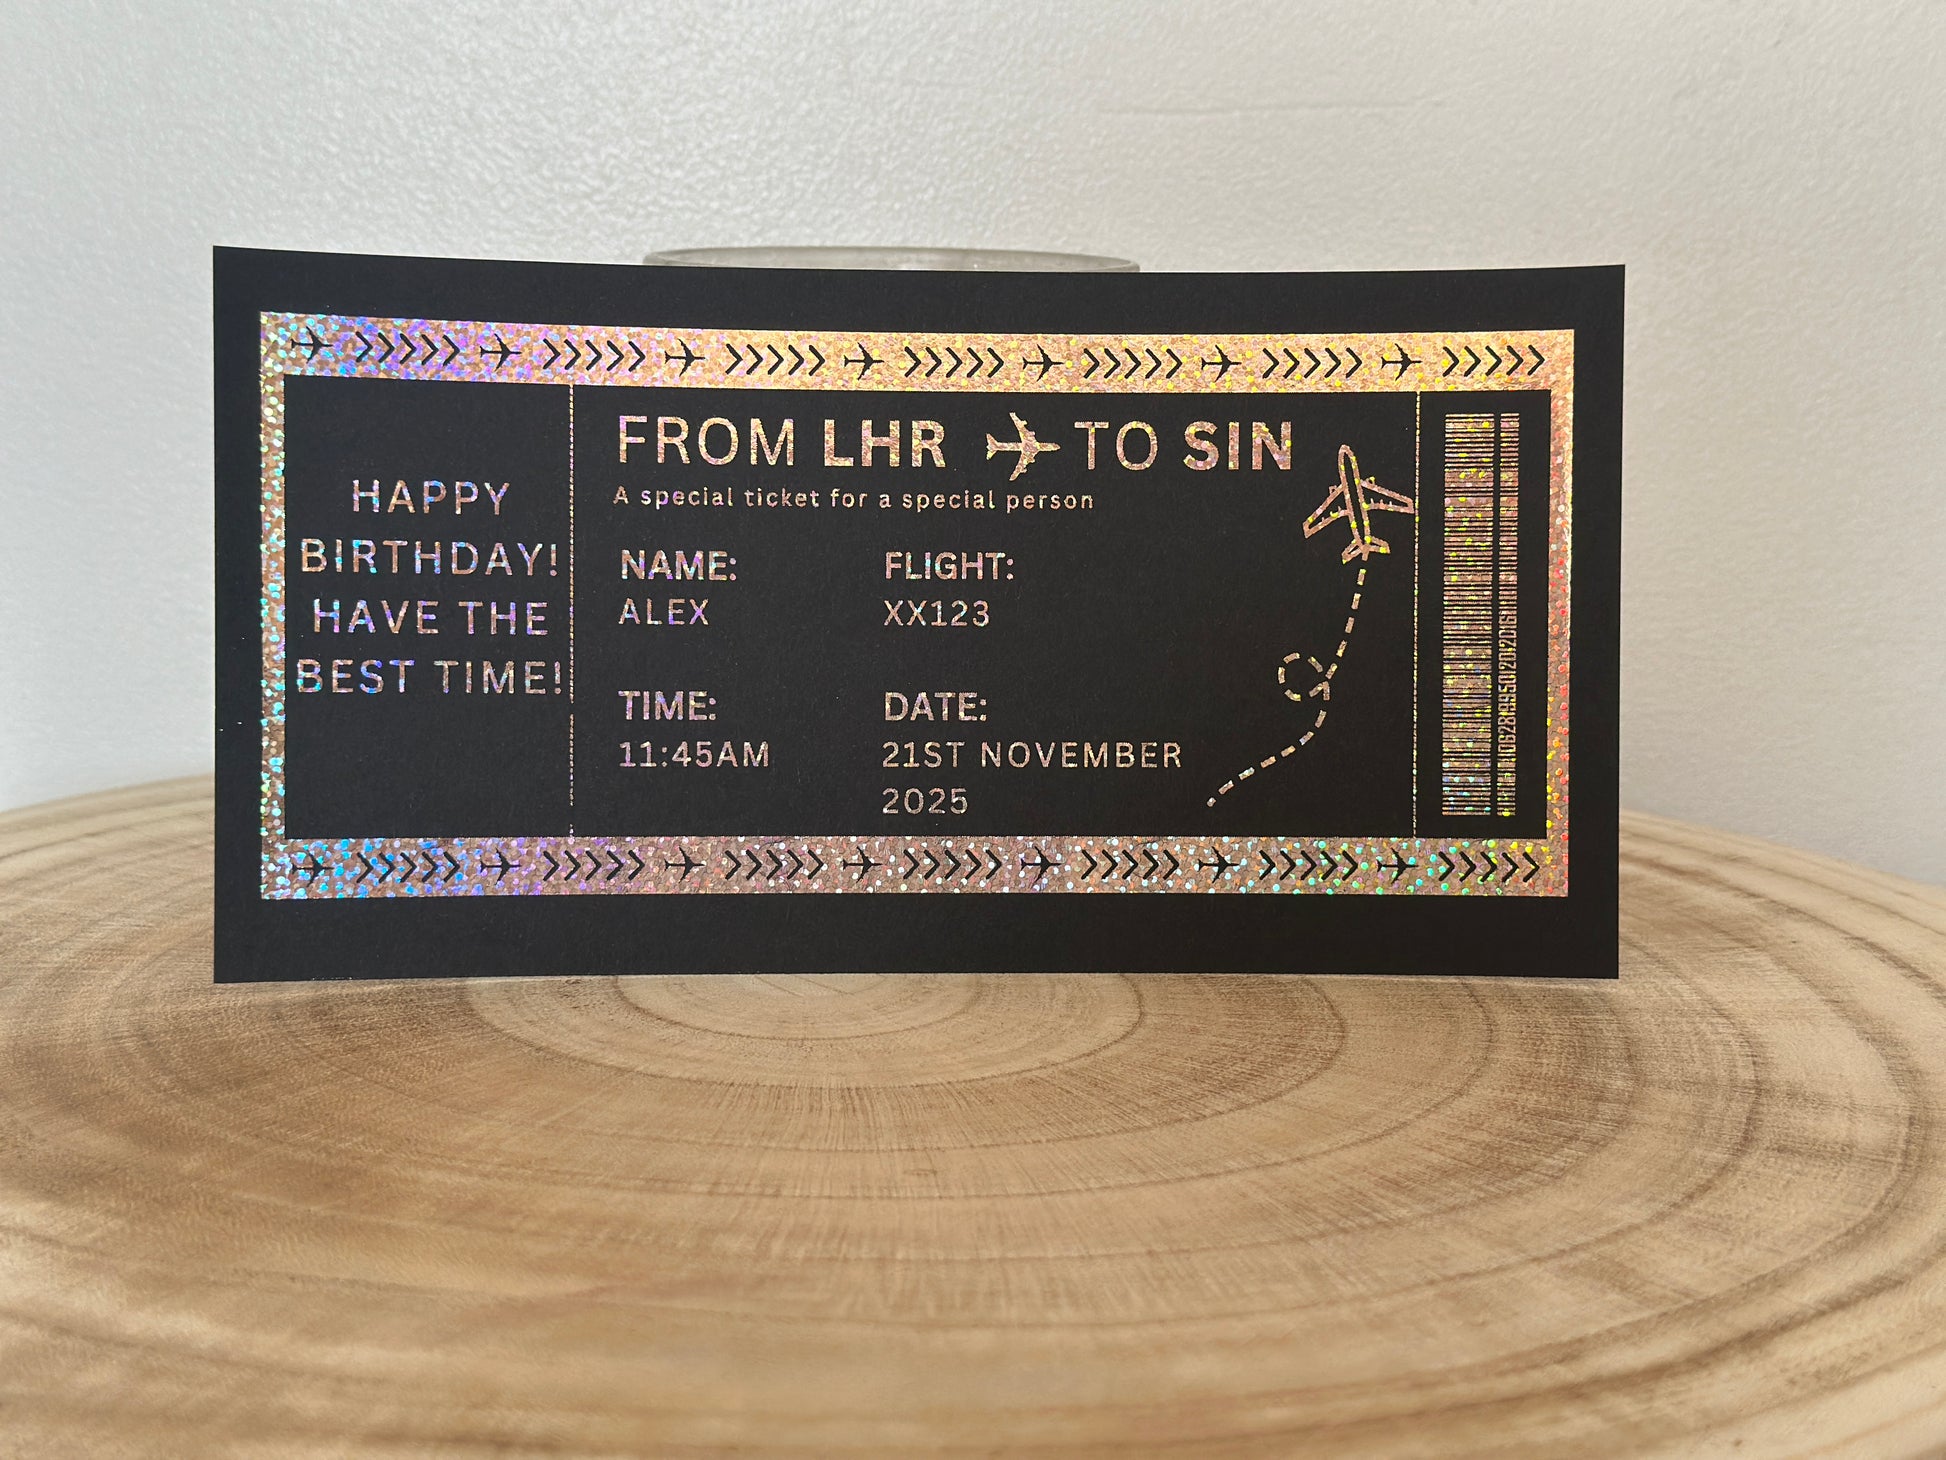 HAPPY
BIRTHDAY!
HAVE THE
BEST TIME!
FROM LHR TO SIN
A special ticket for a special person
NAME:
ALEX
FLIGHT:
XX123
TIME:
11:45AM
DATE:
21ST NOVEMBER
2025